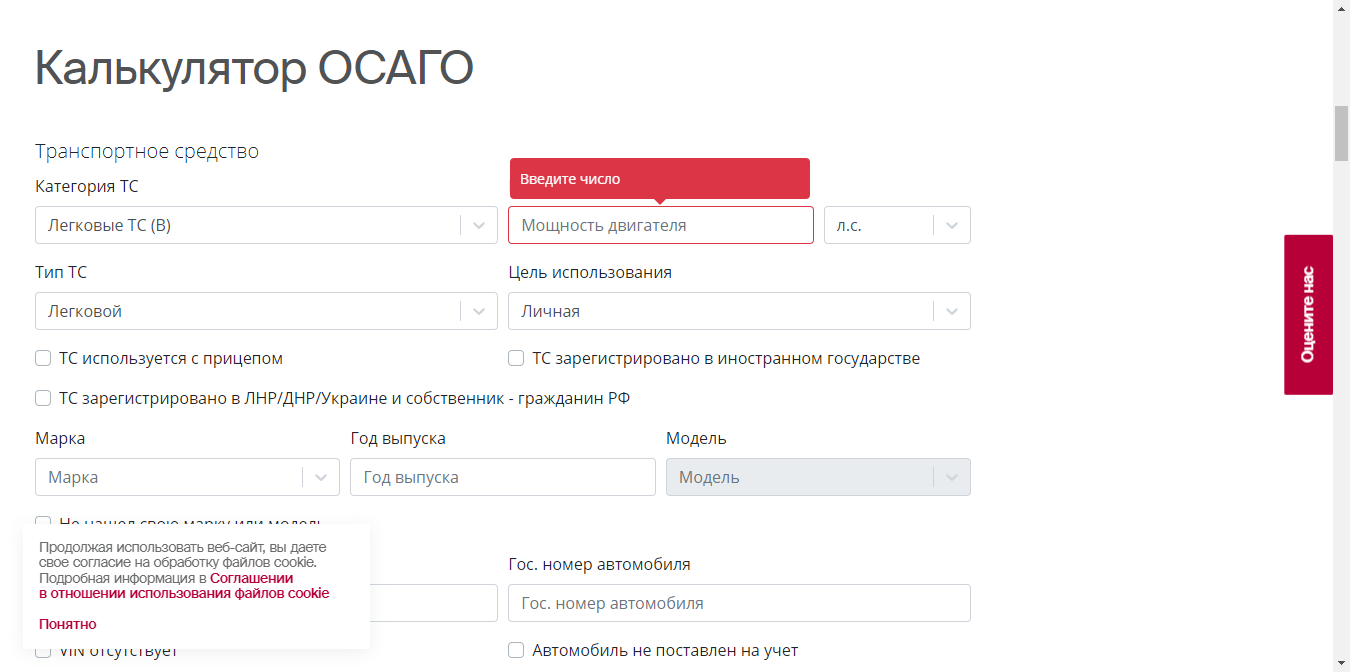 Калькулятор ОСАГО
Транспортное средство
Категория ТС
Введите число
Легковые ТС (B)
Мощность двигателя
л.с.
Тип ТС
Цель использования
Легковой
Личная
ТС используется с прицепом
ТС зарегистрировано в иностранном государстве
ТС зарегистрировано в ЛНР/ДНР/Украине и собственник - гражданин РФ
Марка
Год выпуска
Модель
Марка
Год выпуска
Модель
Не нашел свою марку или модель
Продолжая использовать веб-сайт, вы даете
свое согласие на обработку файлов cookie.
Подробная информация в Соглашении
в отношении использования файлов cookie
Понятно
Гос. номер автомобиля
Гос. номер автомобиля
VIN отсутствует
Автомобиль не поставлен на учет
Оцените нас